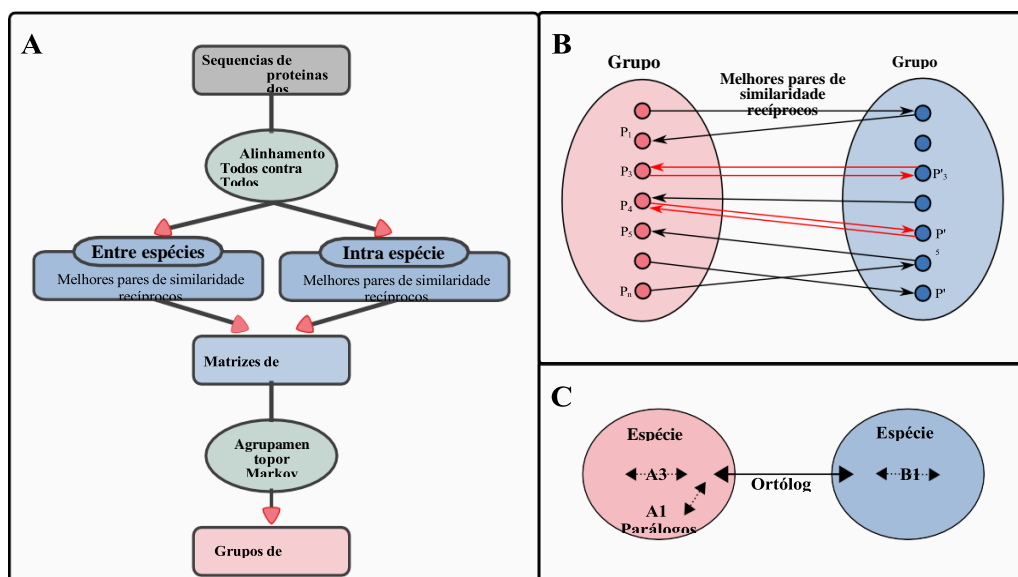 A
Sequencias de
proteinas
dos
Alinhamento
Todos contra
Todos
Entre espécies
Melhores pares de similaridade
recíprocos
Intra espécie
Melhores pares de similaridade
recíprocos
Matrizes de
Agrupamen
topor
Markov
Grupos de
B
Grupo
Melhores pares de
similaridade
recíprocos
Grupo
P1
P3
P4
P5
Pn
P'3
P'
5
P'
C
Espécie
A3
A1
Parálogos
Ortólog
Espécie
B1